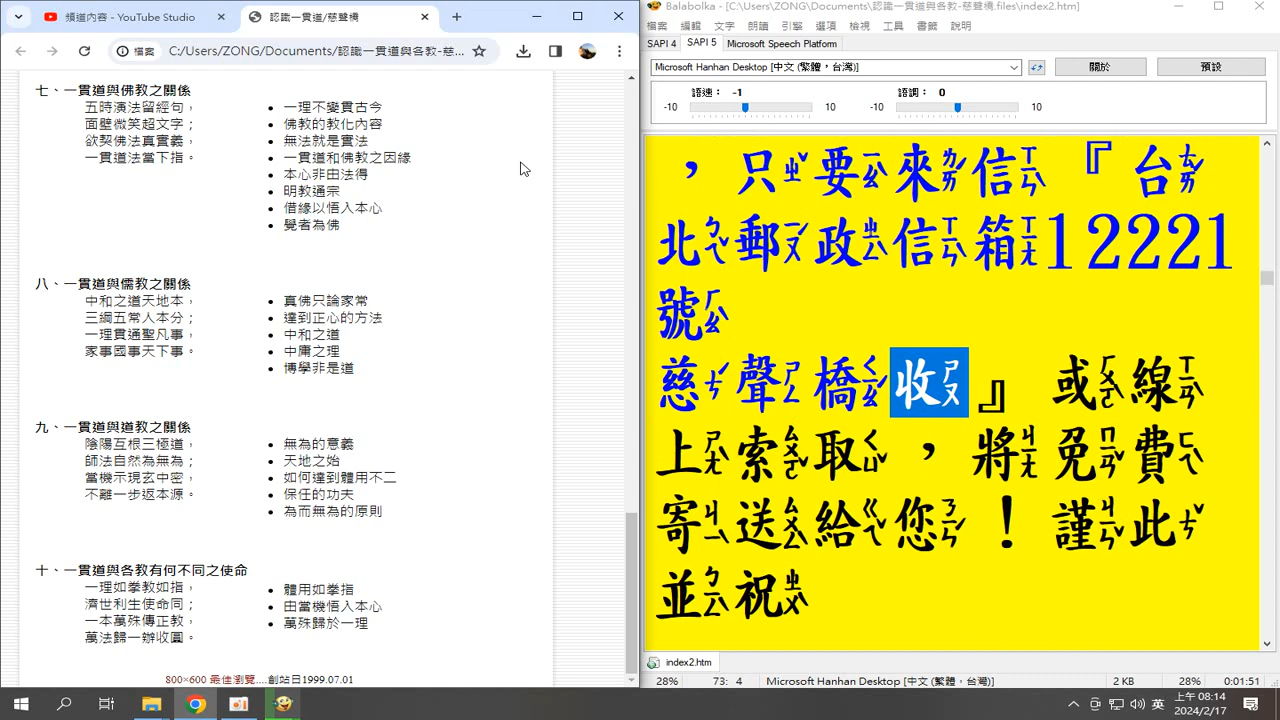 頻道內容 - YouTube Studio
認識一貫道/慈聲橋
檔案
C:/Users/ZONG/Documents/認識一貫道與各教-慈...
七、一貫道與佛教之關係
五時演法留經句，
面壁微笑超文字；
欲契佛法真實義，
一貫道法當下指。
• 一理不變貫古今
• 佛教的教化內容
• 無法就是實法
• 一貫道和佛教之因緣
• 本心非由法得
• 明教通宗
• 借緣以悟入本心
• 覺者為佛
八、一貫道與儒教之關係
中和之道天地本，
三綱五常人本分；
一理貫通聖凡事，
家事國事天下事。
• 真佛只論家常
• 達到正心的方法
• 中和之道
• 中庸之理
• 博學非是道
九、一貫道與道教之關係
陰陽互根三極道，
師法自然為無為；
當機示現玄中密，
不離一步返本源。
• 無為的意義
• 天地之始
• 如何達到體用不二
• 保任的功夫
• 為而無為的原則
十、一貫道與各教有何不同之使命
一理如拳教如指，
濟世利生使命同；
一本萬殊傳正教，
萬法歸一辦收圓。
• 體用如拳指
• 由當機悟入本心
• 萬殊歸於一理
800×600 最佳瀏覽....創站日1999.07.01
Balabolka - [C:\Users\ZONG\Documents\認識一貫道與各教-慈聲橋.files\index2.htm]
檔案 編輯 文字 朗讀 引擎 選項 檢視 工具 書籤 說明
SAPI 4 SAPI 5 Microsoft Speech Platform
Microsoft Hanhan Desktop [中文 (繁體，台灣)]
關於
預設
語速： -1
-10 10
語調： 0
-10 10
，只要來信『台
北郵政信箱12221
號
慈聲橋收』 或線
上索取，將免費
寄送給您！謹此
並祝
index2.htm
28% 73: 4 Microsoft Hanhan Desktop [中文 (繁體，台灣)] 2 KB 28% 0:01:51
英
上午 08:14
2024/2/17